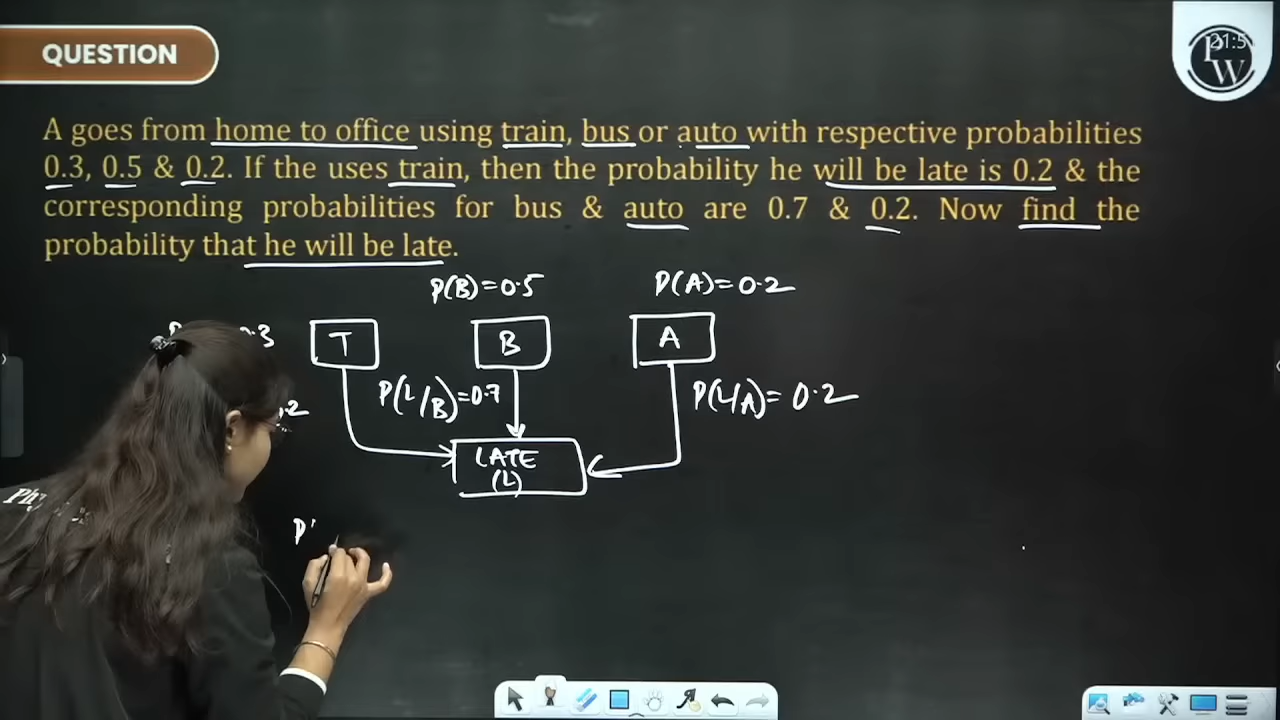 QUESTION
21:5
PW
A goes from home to office using train, bus or auto with respective probabilities
0.3, 0.5 & 0.2. If the uses train, then the probability he will be late is 0.2 & the
corresponding probabilities for bus & auto are 0.7 & 0.2. Now find the
probability that he will be late.
P(B)=0.5
P(A)=0.2
T
B
A
P(L/B)=0.7
P(L/A)=0.2
LATE
(L)